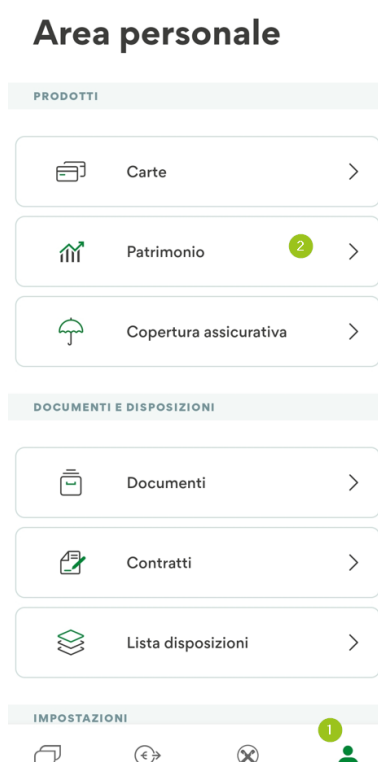 Area personale
PRODOTTI
Carte
Patrimonio 2
Copertura assicurativa
DOCUMENTI E DISPOSIZIONI
Documenti
Contratti
Lista disposizioni
IMPOSTAZIONI
1